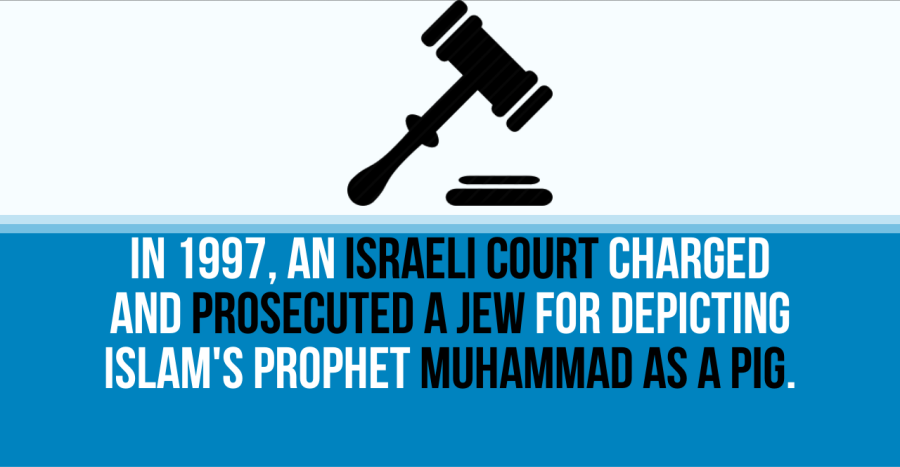 IN 1997, AN ISRAELI COURT CHARGED
AND PROSECUTED A JEW FOR DEPICTING
ISLAM'S PROPHET MUHAMMAD AS A PIG.